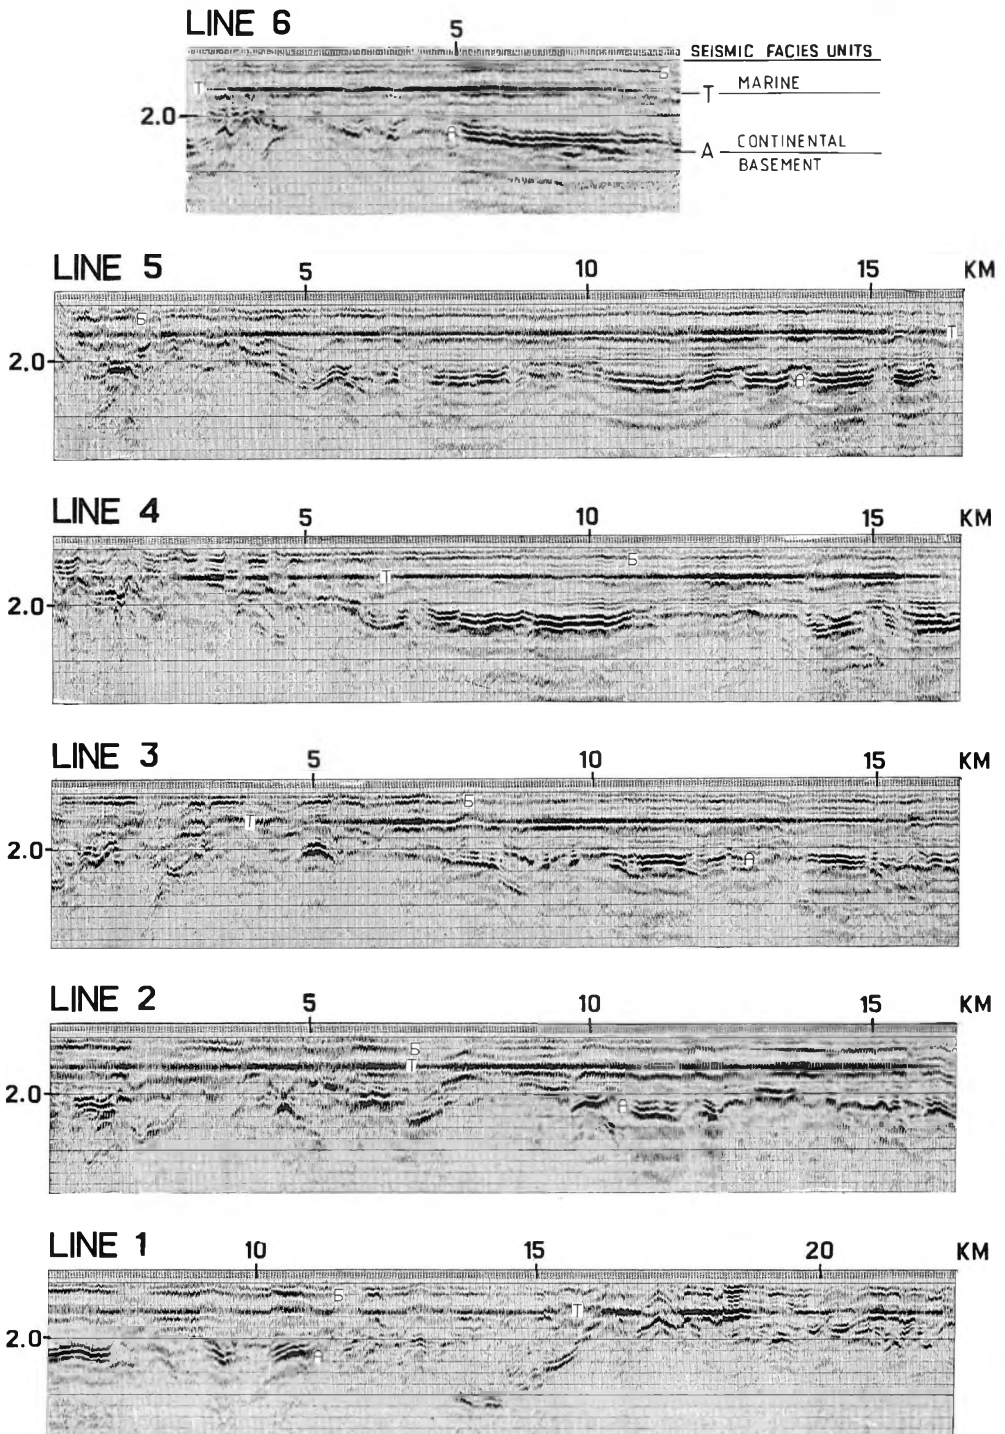 LINE 6
5
SEISMIC FACIES UNITS
Б
T
T
MARINE
2.0
A
A
CONTINENTAL
BASEMENT
LINE 5
5
10
15
KM
Б
T
2.0
A
LINE 4
5
10
15
KM
Б
T
2.0
LINE 3
5
10
15
KM
Б
T
2.0
A
LINE 2
5
10
15
KM
Б
T
2.0
A
LINE 1
10
15
20
KM
Б
T
2.0
A